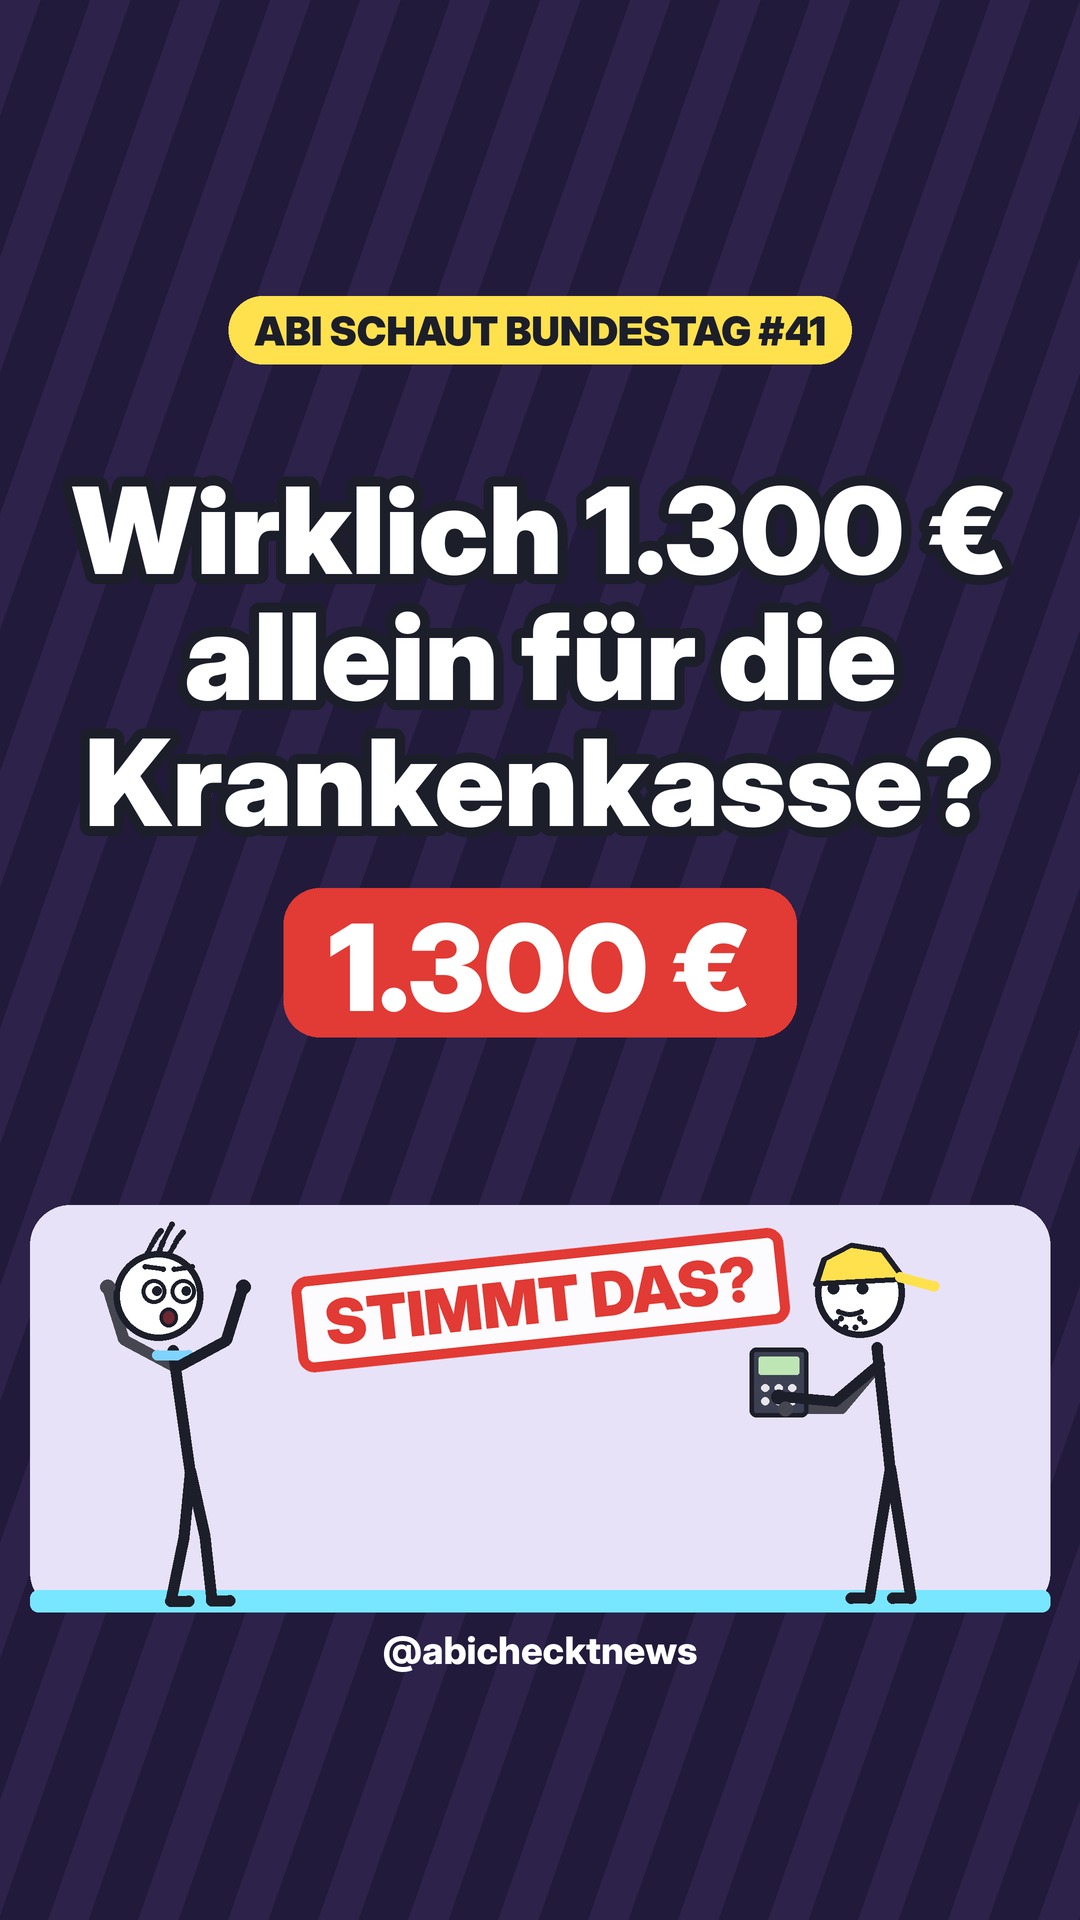 ABI SCHAUT BUNDESTAG #41
Wirklich 1.300 €
allein für die
Krankenkasse?
1.300 €
STIMMT DAS?
@abichecktnews